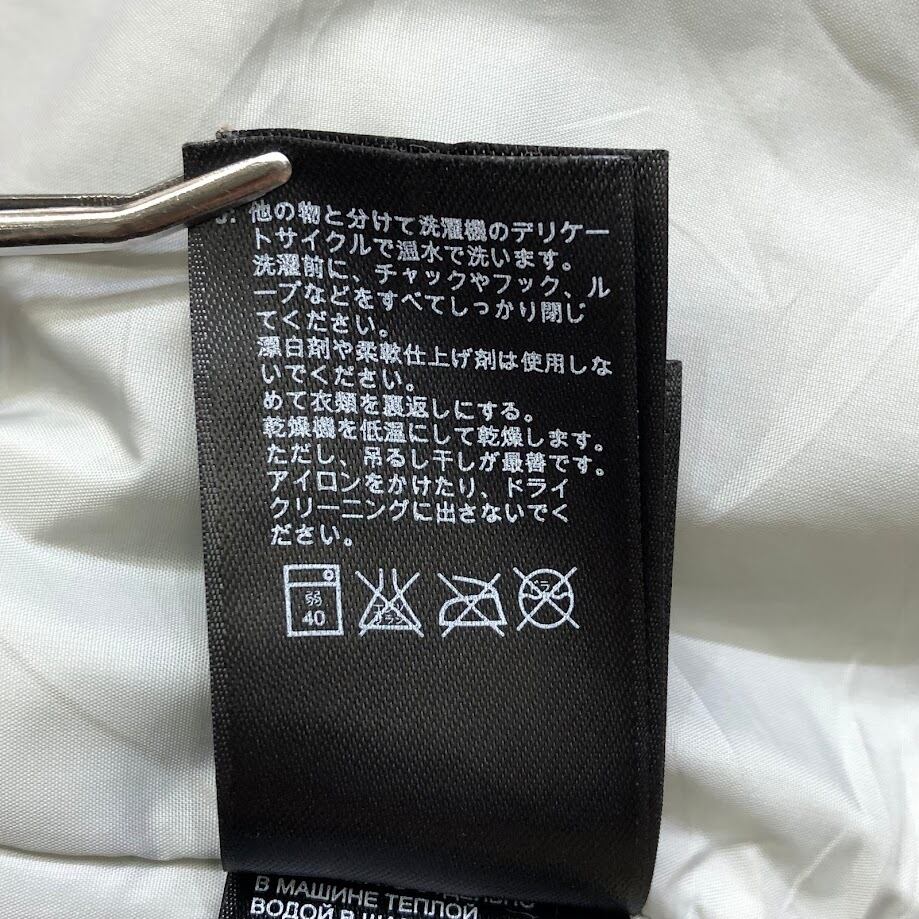 他の物と分けて洗濯機のデリケー
トサイクルで温水で洗います。
洗濯前に、チャックやフック、ル
ープなどをすべてしっかり閉じ
てください。
漂白剤や柔軟仕上げ剤は使用しな
いでください。
めて衣類を裏返しにする。
乾燥機を低温にして乾燥します。
ただし、吊るし干しが最善です。
アイロンをかけたり、ドライ
クリーニングに出さないでく
ださい。
弱
40
В МАШИНЕ ТЕПЛОЙ
ВОДОЙ В